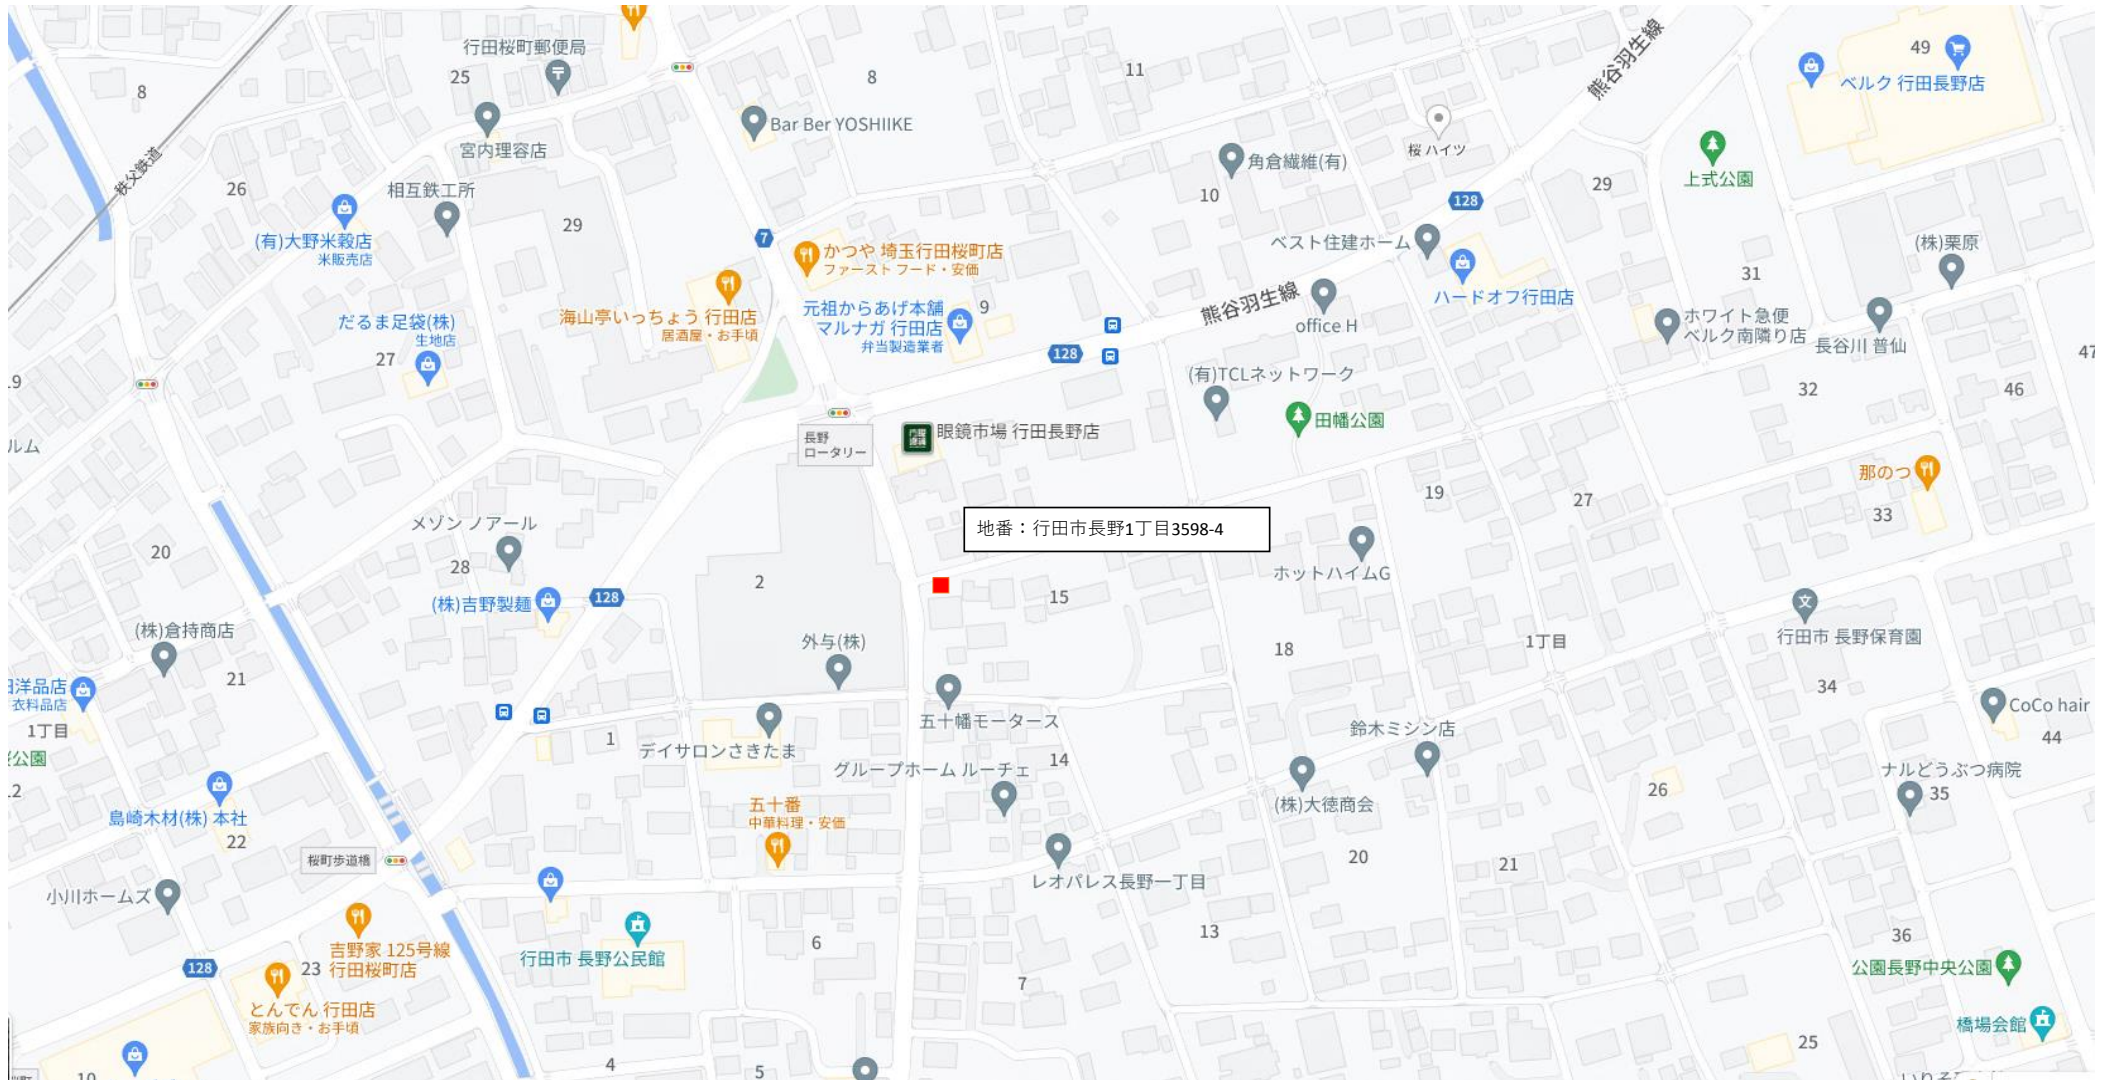 行田桜町郵便局
25
8
11
49
ベルク 行田長野店
熊谷羽生線
8
Bar Ber YOSHIIKE
宮内理容店
秩父鉄道
桜 ハイツ
角倉繊維(有)
上式公園
26
相互鉄工所
10
29
128
29
(有)大野米穀店
米販売店
7
かつや 埼玉行田桜町店
ファースト フード・安価
ベスト住建ホーム
(株)栗原
31
ハードオフ行田店
海山亭いっちょう 行田店
居酒屋・お手頃
元祖からあげ本舗
マルナガ 行田店
弁当製造業者
9
熊谷羽生線
office H
ホワイト急便
ベルク南隣り店
長谷川 普仙
だるま足袋(株)
生地店
27
128
47
(有)TCLネットワーク
32
46
田幡公園
長野
ロータリー
眼鏡市場 行田長野店
ルム
那のつ
19
27
33
メゾン ノアール
地番：行田市長野1丁目3598-4
20
28
2
ホットハイムG
(株)吉野製麺
128
15
(株)倉持商店
外与(株)
18
1丁目
行田市 長野保育園
21
洋品店
衣料品店
34
CoCo hair
1丁目
五十幡モータース
鈴木ミシン店
1
デイサロンさきたま
44
公園
グループホーム ルーチェ
14
ナルどうぶつ病院
35
島崎木材(株) 本社
五十番
中華料理・安価
(株)大徳商会
26
22
桜町歩道橋
20
21
レオパレス長野一丁目
小川ホームズ
吉野家 125号線
行田桜町店
23
行田市 長野公民館
6
13
36
128
公園長野中央公園
とんでん 行田店
家族向き・お手頃
7
橋場会館
25
4
5
10